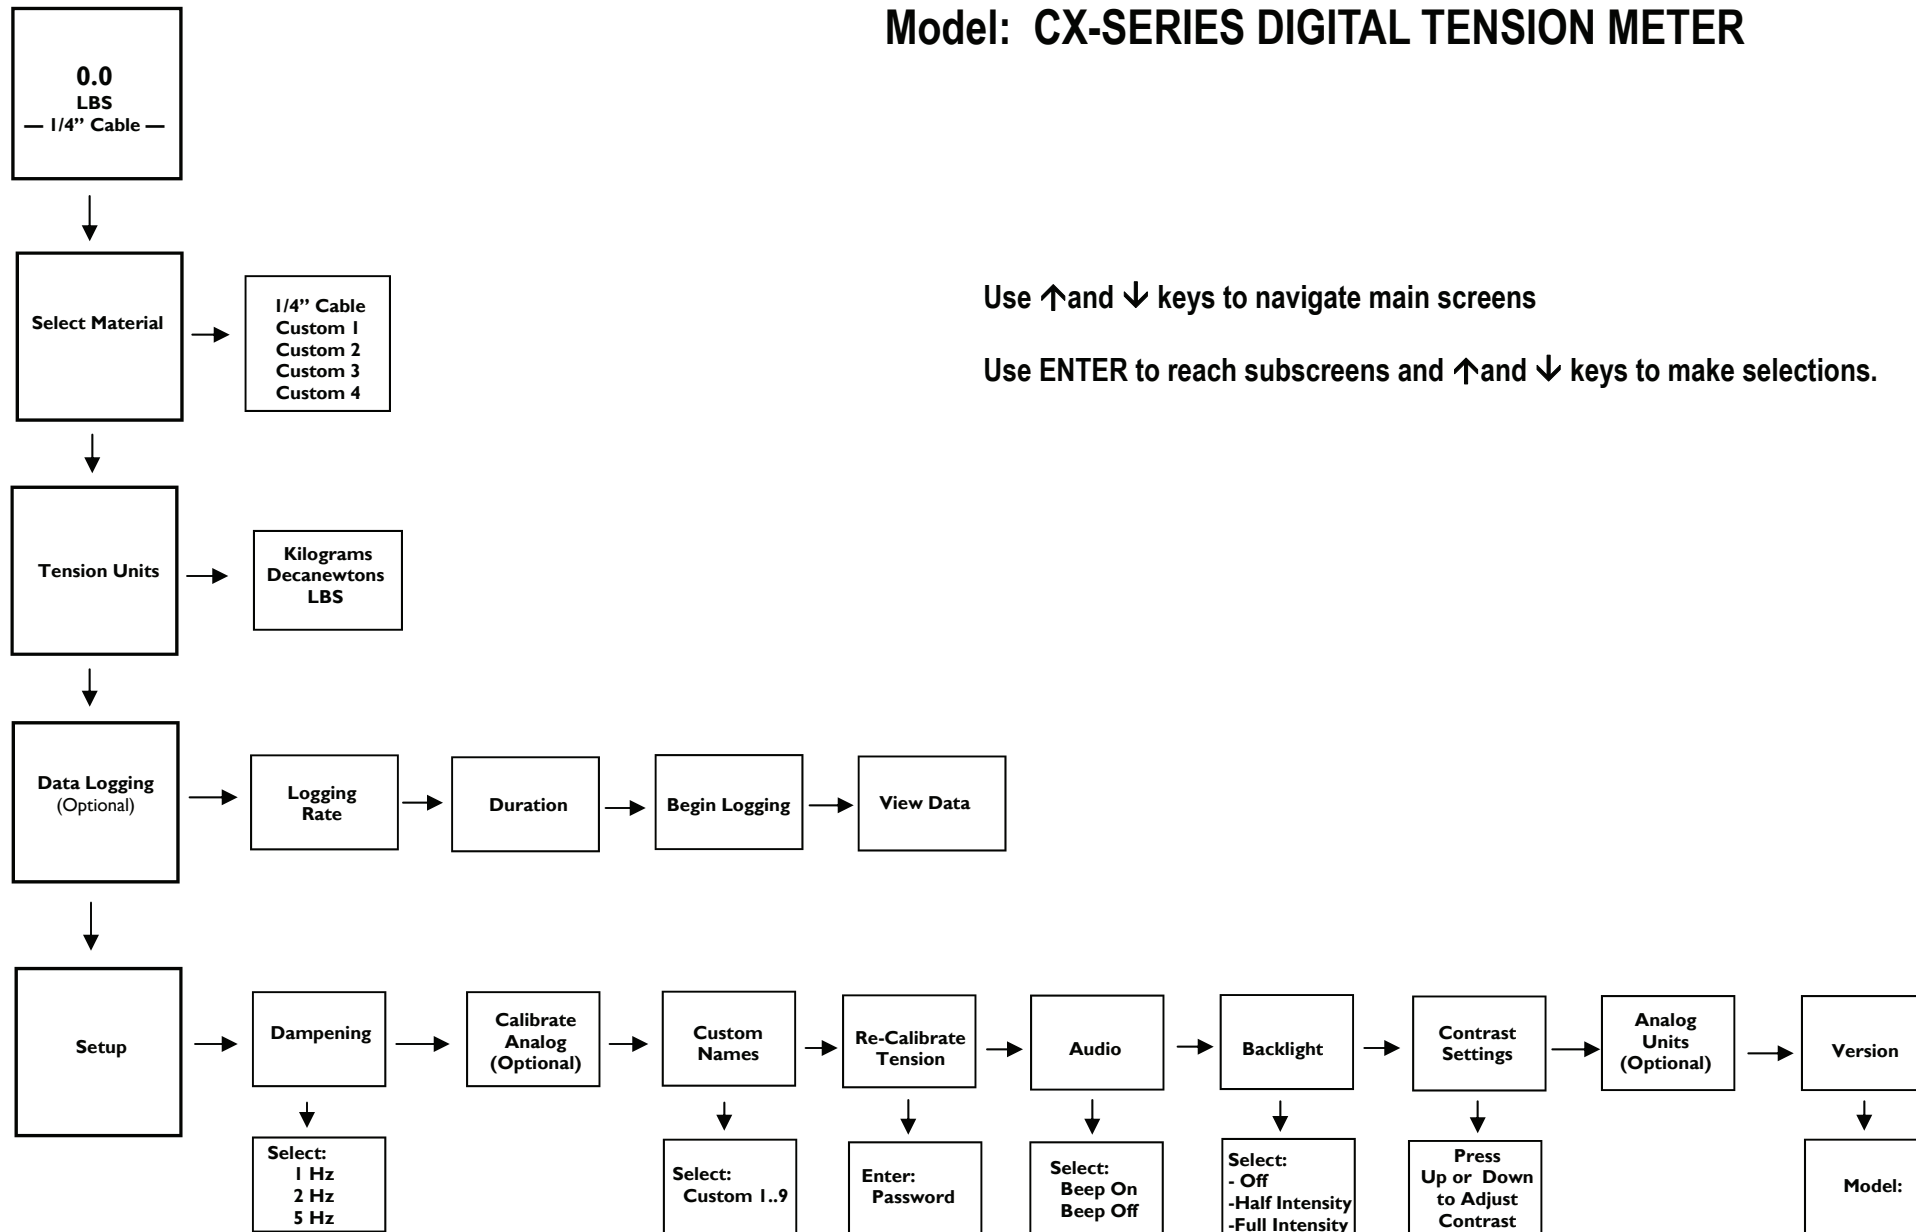 Model: CX-SERIES DIGITAL TENSION METER
0.0
LBS
— 1/4” Cable —
Use ↑and ↓ keys to navigate main screens
Use ENTER to reach subscreens and ↑and ↓ keys to make selections.
Select Material
1/4” Cable
Custom 1
Custom 2
Custom 3
Custom 4
Tension Units
Kilograms
Decanewtons
LBS
Data Logging
(Optional)
Logging
Rate
Duration
Begin Logging
View Data
Setup
Dampening
Calibrate
Analog
(Optional)
Custom
Names
Re-Calibrate
Tension
Audio
Backlight
Contrast
Settings
Analog
Units
(Optional)
Version
Select:
1 Hz
2 Hz
5 Hz
Select:
Custom 1..9
Enter:
Password
Select:
Beep On
Beep Off
Select:
- Off
-Half Intensity
-Full Intensity
Press
Up or Down
to Adjust
Contrast
Model: